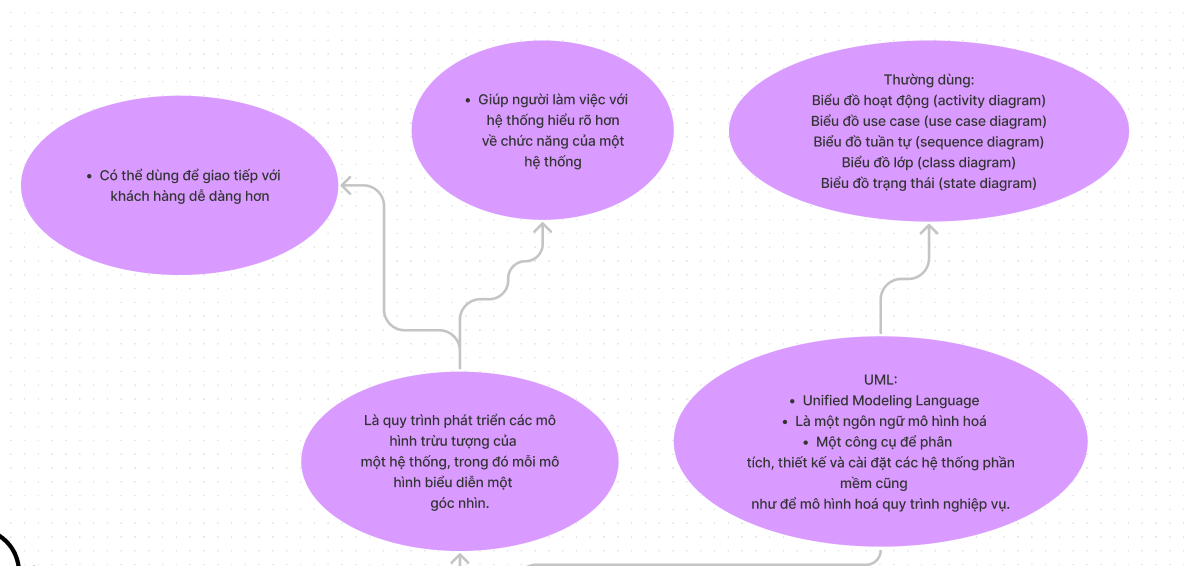 • Có thể dùng để giao tiếp với
khách hàng dễ dàng hơn
• Giúp người làm việc với
hệ thống hiểu rõ hơn
về chức năng của một
hệ thống
Thường dùng:
Biểu đồ hoạt động (activity diagram)
Biểu đồ use case (use case diagram)
Biểu đồ tuần tự (sequence diagram)
Biểu đồ lớp (class diagram)
Biểu đồ trạng thái (state diagram)
Là quy trình phát triển các mô
hình trừu tượng của
một hệ thống, trong đó mỗi mô
hình biểu diễn một
góc nhìn.
UML:
• Unified Modeling Language
• Là một ngôn ngữ mô hình hoá
• Một công cụ để phân
tích, thiết kế và cài đặt các hệ thống phần
mềm cũng
như để mô hình hoá quy trình nghiệp vụ.